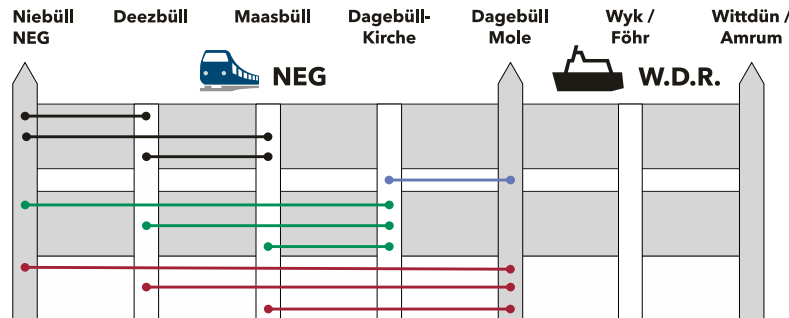 Niebüll
NEG
Deezbüll
Maasbüll
Dagebüll-
Kirche
Dagebüll
Mole
Wyk /
Föhr
Wittdün /
Amrum
NEG
W.D.R.